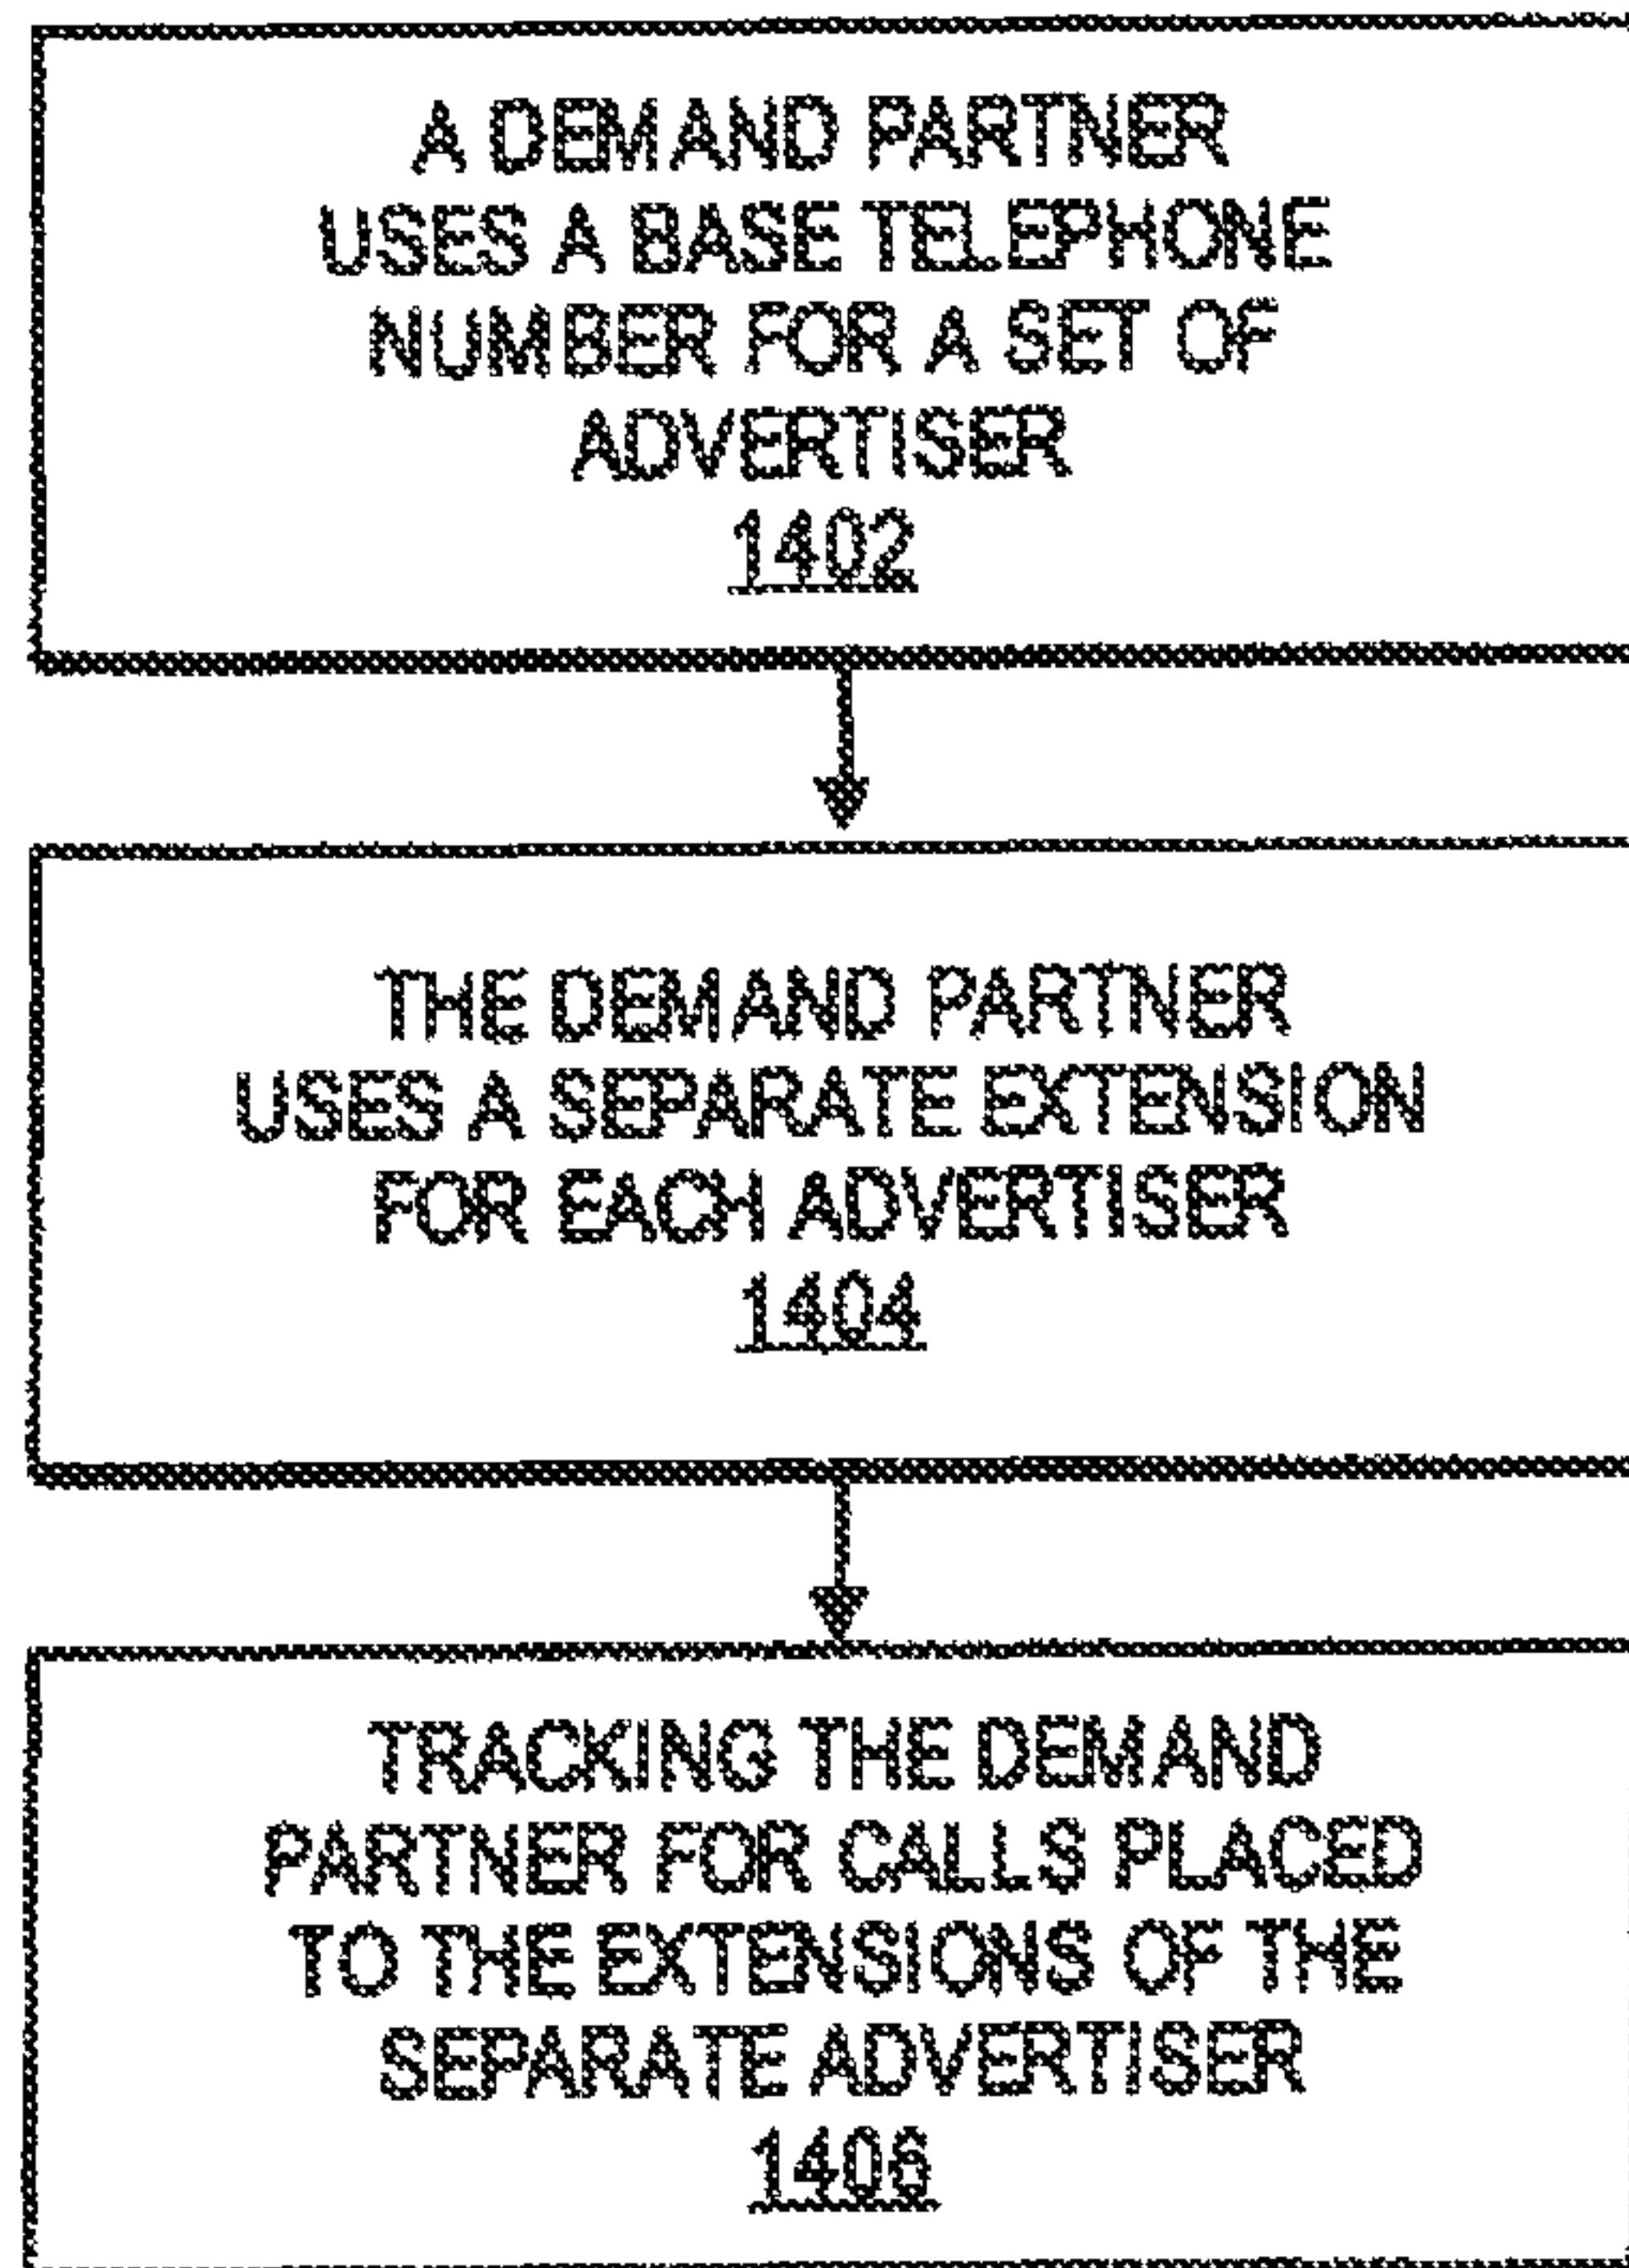 A DEMAND PARTNER
USES A BASE TELEPHONE
NUMBER FOR A SET OF
ADVERTISER
1402
THE DEMAND PARTNER
USES A SEPARATE EXTENSION
FOR EACH ADVERTISER
1404
TRACKING THE DEMAND
PARTNER FOR CALLS PLACED
TO THE EXTENSIONS OF THE
SEPARATE ADVERTISER
1406